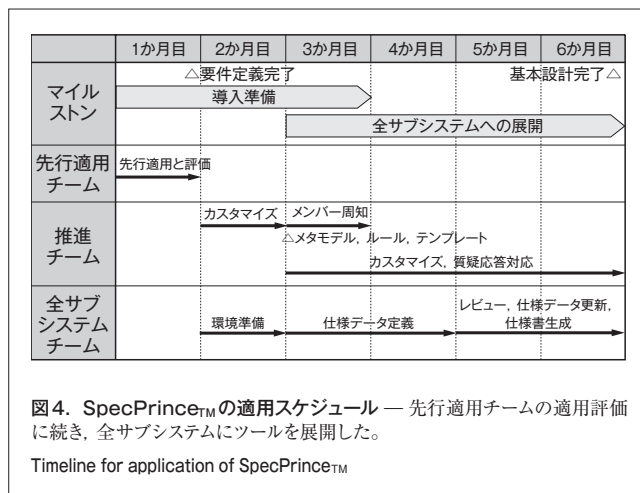 1か月目 2か月目 3か月目 4か月目 5か月目 6か月目
マイル
ストン
△要件定義完了
基本設計完了△
導入準備
全サブシステムへの展開
先行適用
チーム
先行適用と評価
推進
チーム
カスタマイズ
メンバー周知
△メタモデル，ルール，テンプレート
カスタマイズ，質疑応答対応
全サブ
システム
チーム
環境準備
仕様データ定義
レビュー，仕様データ更新，
仕様書生成
図4．SpecPrinceTMの適用スケジュール — 先行適用チームの適用評価
に続き，全サブシステムにツールを展開した。
Timeline for application of SpecPrinceTM